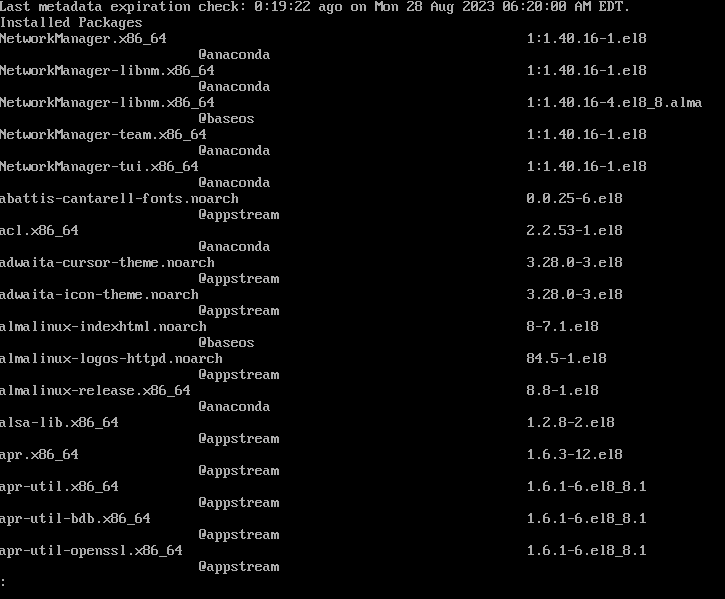 Last metadata expiration check: 0:19:22 ago on Mon 28 Aug 2023 06:20:00 AM EDT.
Installed Packages
NetworkManager.x86_64 1:1.40.16-1.el8
@anaconda
NetworkManager-libnm.x86_64 1:1.40.16-1.el8
@anaconda
NetworkManager-libnm.x86_64 1:1.40.16-4.el8_8.alma
@baseos
NetworkManager-team.x86_64 1:1.40.16-1.el8
@anaconda
NetworkManager-tui.x86_64 1:1.40.16-1.el8
@anaconda
abattis-cantarell-fonts.noarch 0.0.25-6.el8
@appstream
acl.x86_64 2.2.53-1.el8
@anaconda
adwaita-cursor-theme.noarch 3.28.0-3.el8
@appstream
adwaita-icon-theme.noarch 3.28.0-3.el8
@appstream
almalinux-indexhtml.noarch 8-7.1.el8
@baseos
almalinux-logos-httpd.noarch 84.5-1.el8
@appstream
almalinux-release.x86_64 8.8-1.el8
@anaconda
alsa-lib.x86_64 1.2.8-2.el8
@appstream
apr.x86_64 1.6.3-12.el8
@appstream
apr-util.x86_64 1.6.1-6.el8_8.1
@appstream
apr-util-bdb.x86_64 1.6.1-6.el8_8.1
@appstream
apr-util-openssl.x86_64 1.6.1-6.el8_8.1
@appstream
: